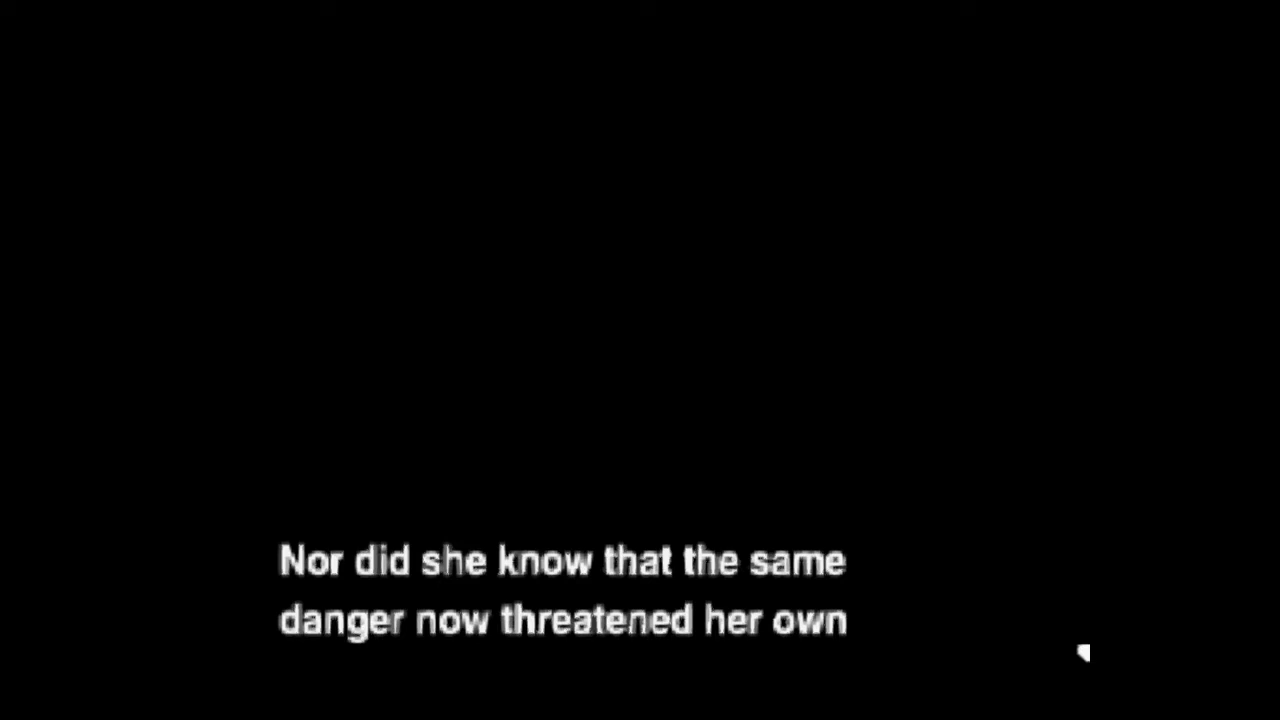 Nor did she know that the same
danger now threatened her own